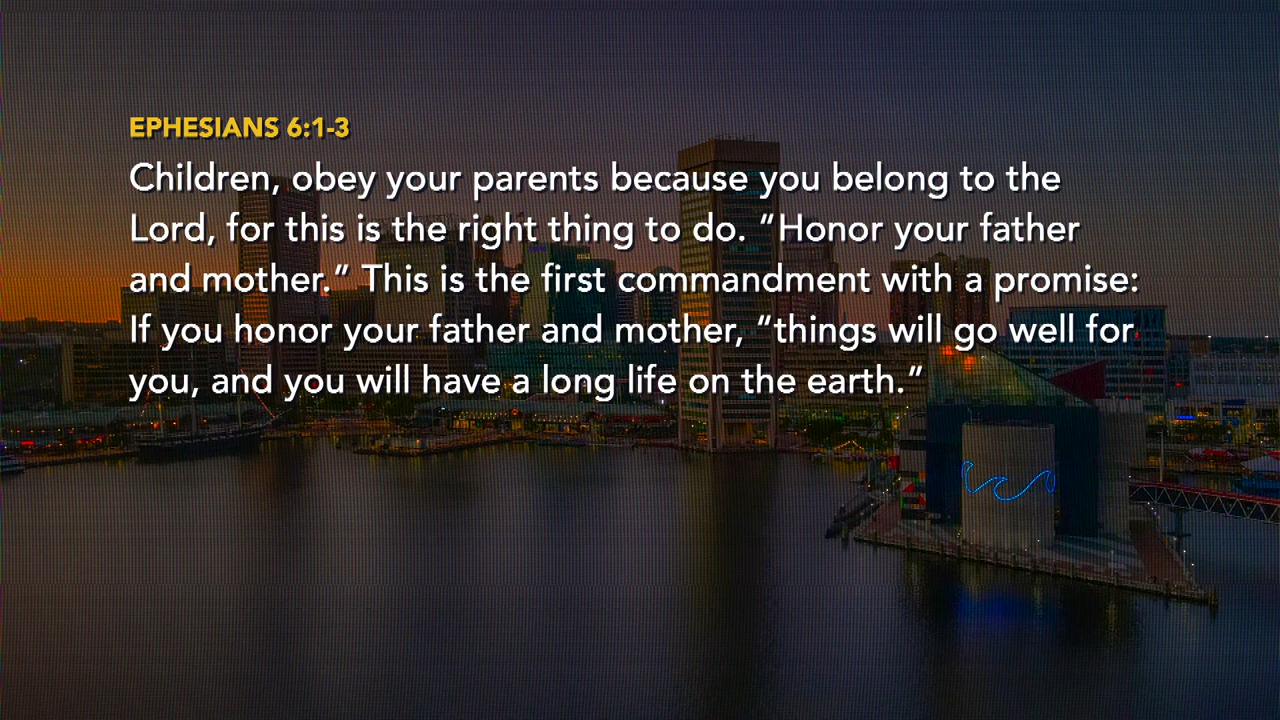 EPHESIANS 6:1-3
Children, obey your parents because you belong to the
Lord, for this is the right thing to do. “Honor your father
and mother.” This is the first commandment with a promise:
If you honor your father and mother, “things will go well for
you, and you will have a long life on the earth.”